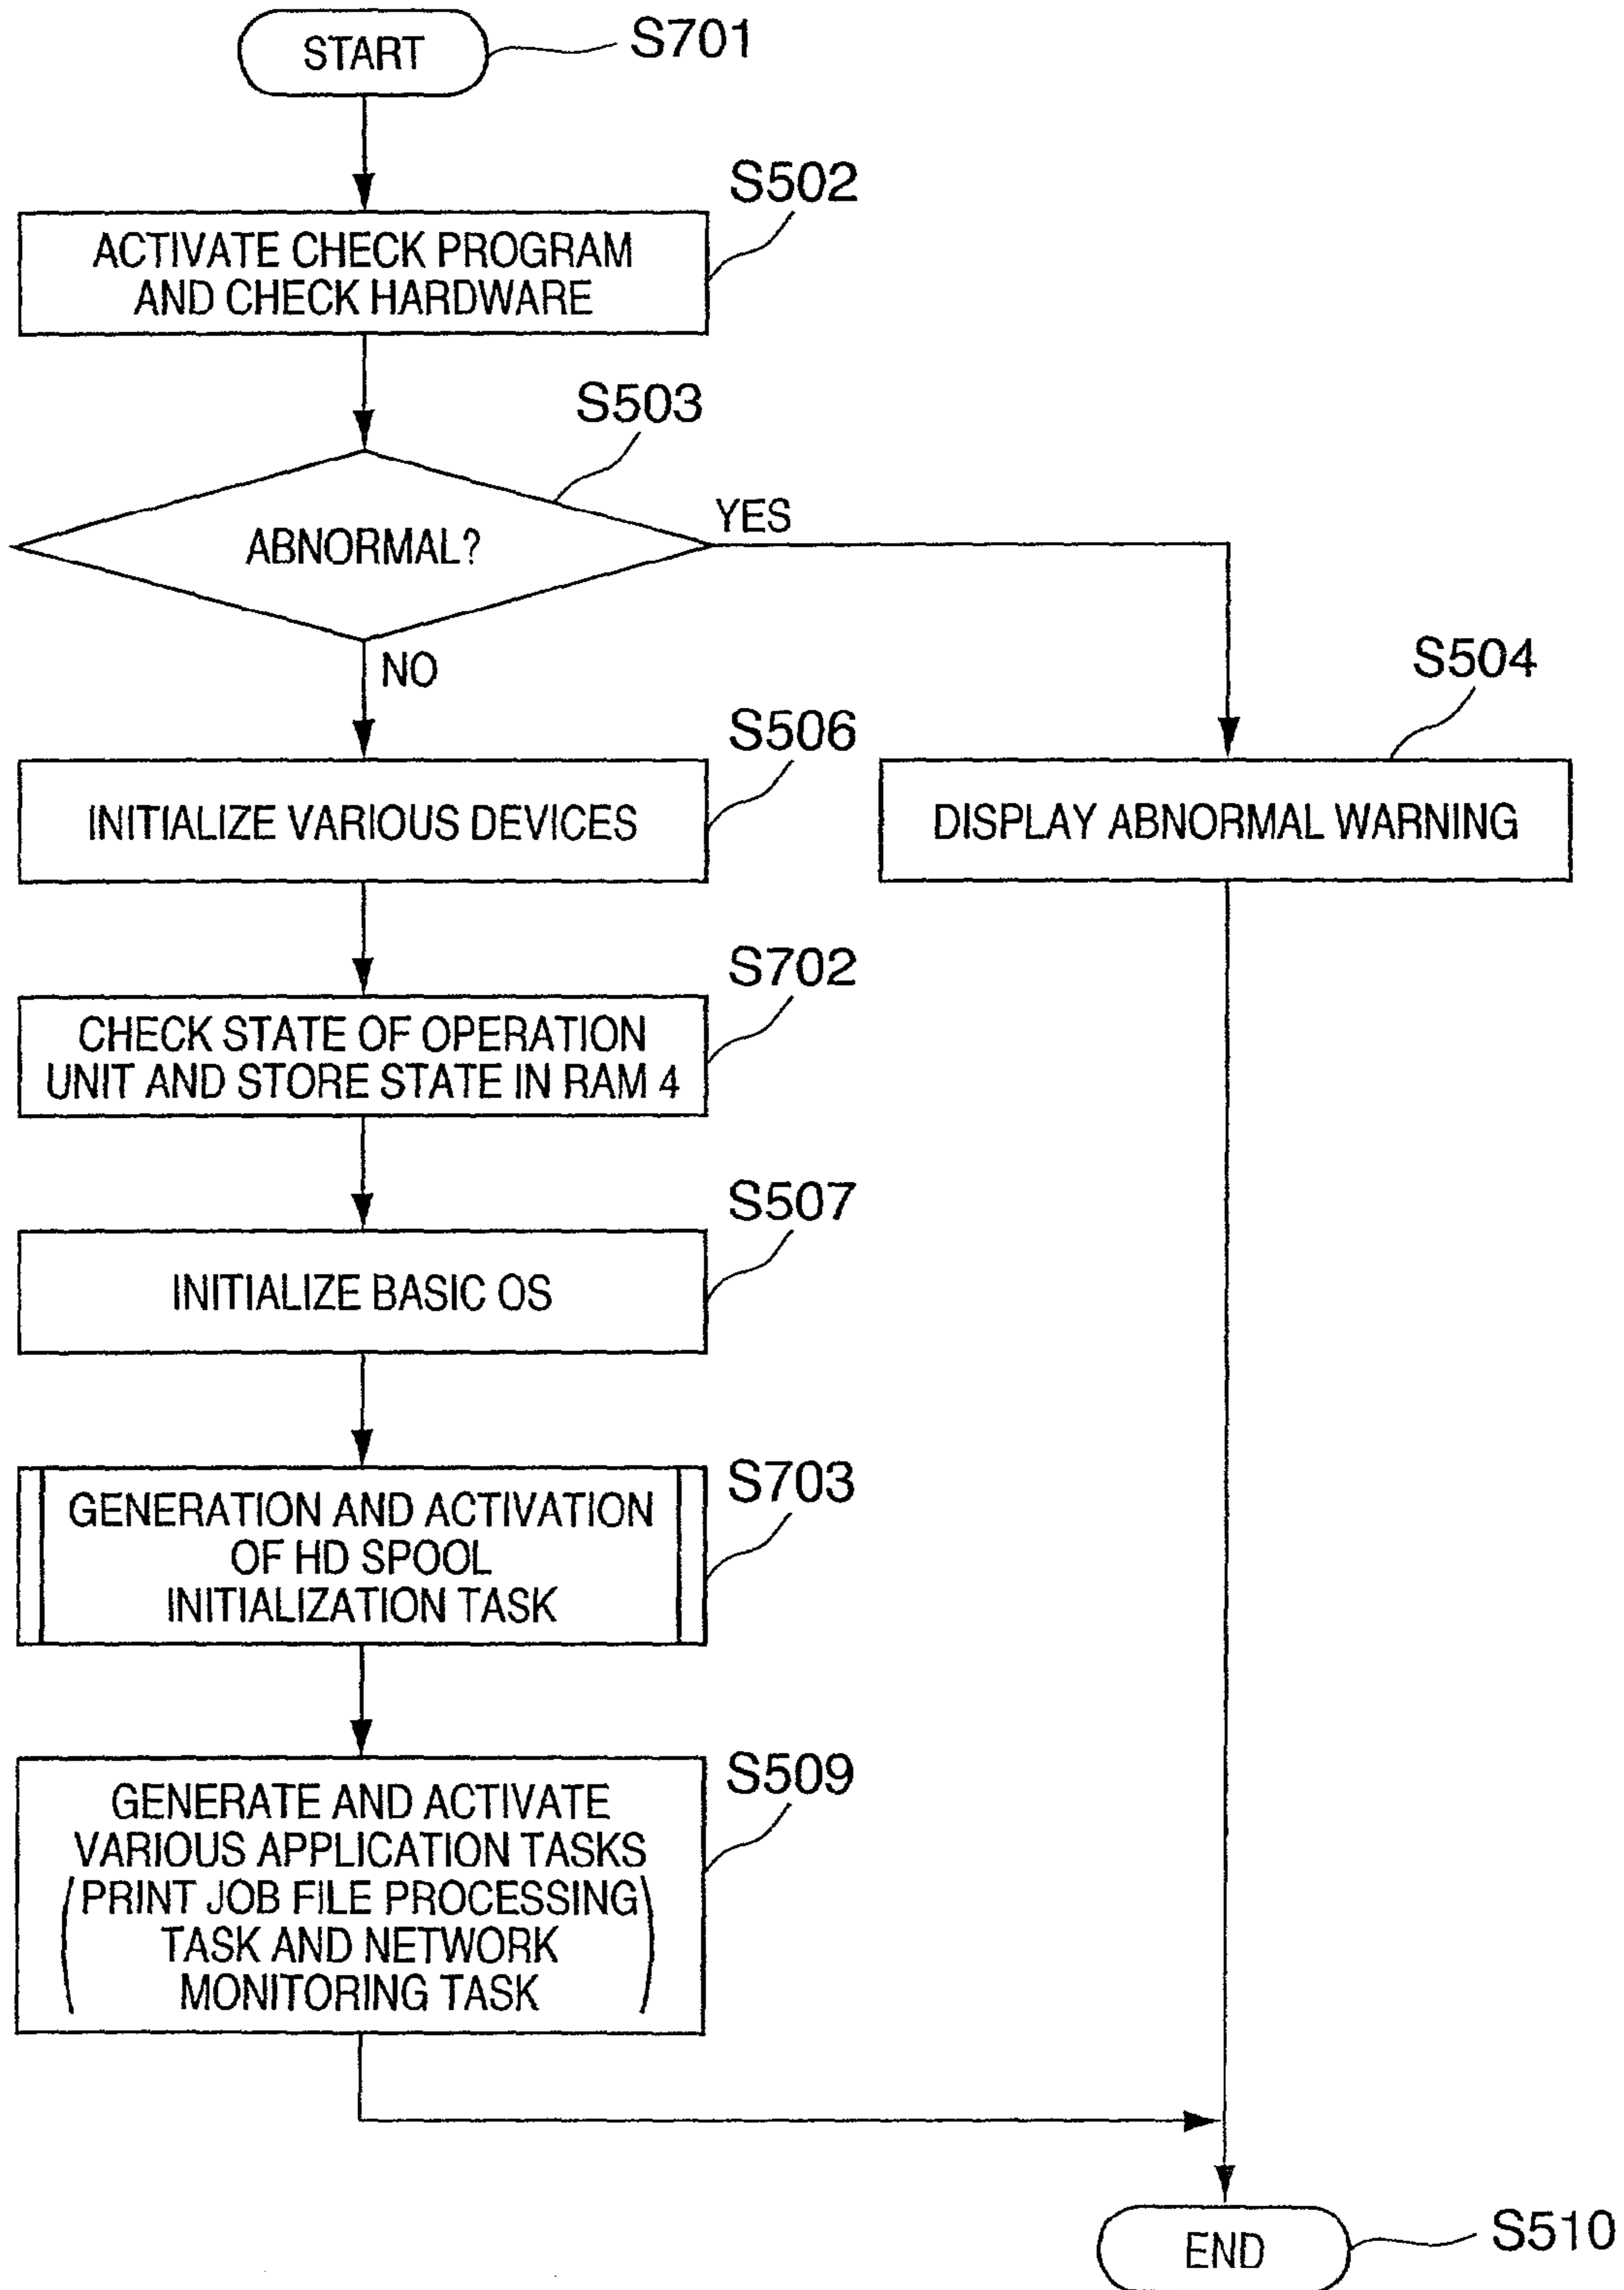 START
S701
S502
ACTIVATE CHECK PROGRAM
AND CHECK HARDWARE
S503
ABNORMAL?
YES
NO
S504
DISPLAY ABNORMAL WARNING
S506
INITIALIZE VARIOUS DEVICES
S702
CHECK STATE OF OPERATION
UNIT AND STORE STATE IN RAM 4
S507
INITIALIZE BASIC OS
S703
GENERATION AND ACTIVATION
OF HD SPOOL
INITIALIZATION TASK
S509
GENERATE AND ACTIVATE
VARIOUS APPLICATION TASKS
(PRINT JOB FILE PROCESSING
TASK AND NETWORK
MONITORING TASK)
END
S510